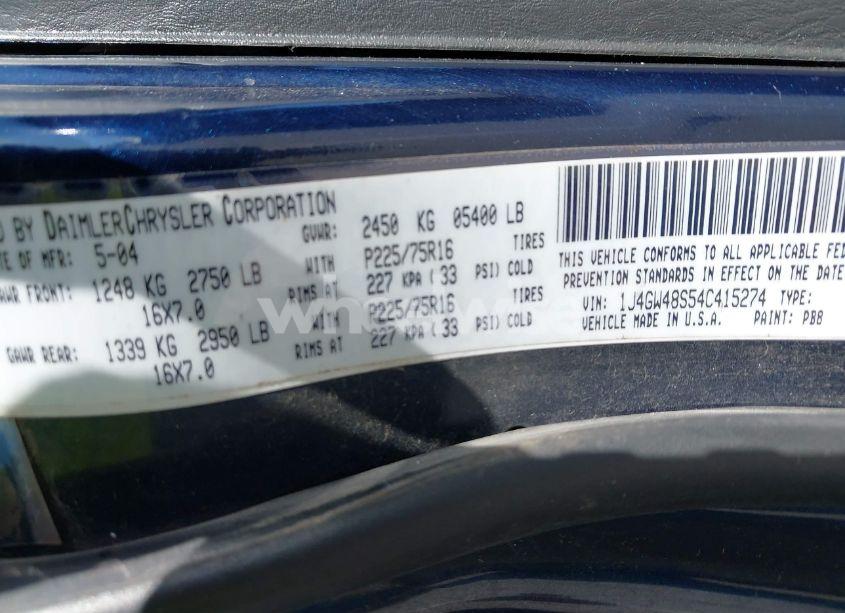 D BY DAIMLERCHRYSLER CORPORATION
TE OF MFR: 5-04 GVWR: 2450 KG 05400 LB
GAWR FRONT: 1248 KG 2750 LB WITH P225/75R16 TIRES
16X7.0 RIMS AT 227 KPA ( 33 PSI) COLD
GAWR REAR: 1339 KG 2950 LB WITH P225/75R16 TIRES
16X7.0 RIMS AT 227 KPA ( 33 PSI) COLD
THIS VEHICLE CONFORMS TO ALL APPLICABLE FED
PREVENTION STANDARDS IN EFFECT ON THE DATE
VIN: 1J4GW48S54C415274 TYPE:
VEHICLE MADE IN U.S.A. PAINT: PB8